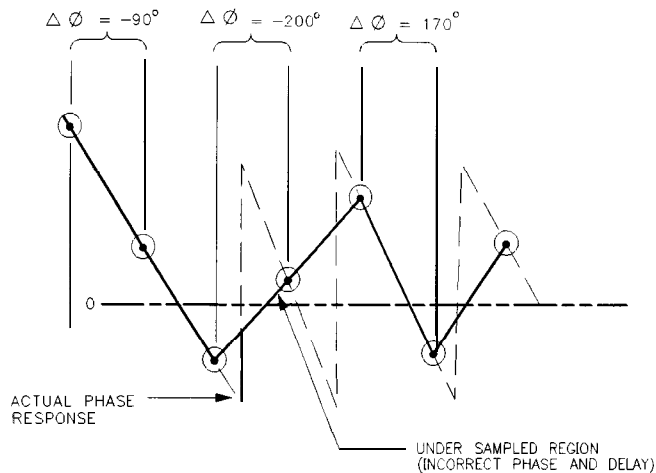 Δ Ø = -90°
Δ Ø = -200°
Δ Ø = 170°
0
ACTUAL PHASE
RESPONSE
UNDER SAMPLED REGION
(INCORRECT PHASE AND DELAY)